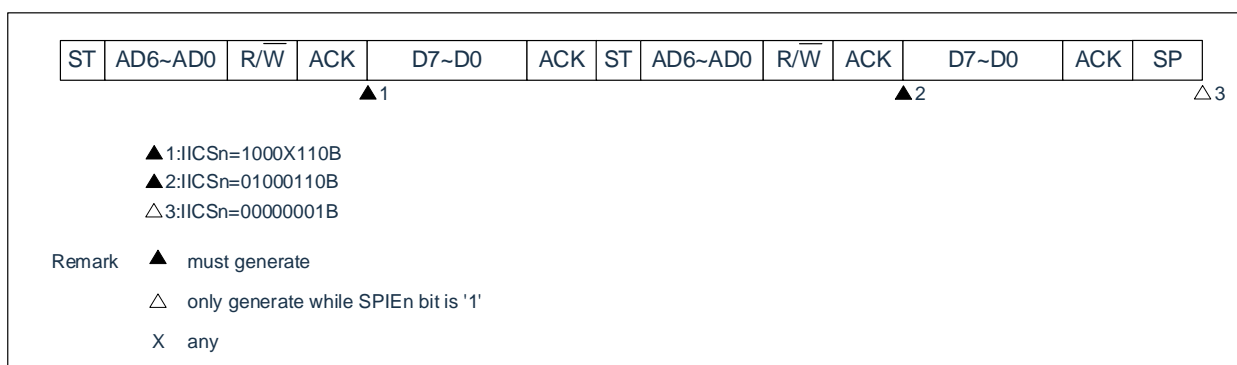 ST AD6~AD0 R/W̅ ACK D7~D0 ACK ST AD6~AD0 R/W̅ ACK D7~D0 ACK SP
▲1 ▲2 △3
▲1:IICSn=1000X110B
▲2:IICSn=01000110B
△3:IICSn=00000001B
Remark ▲ must generate
△ only generate while SPIEn bit is '1'
X any